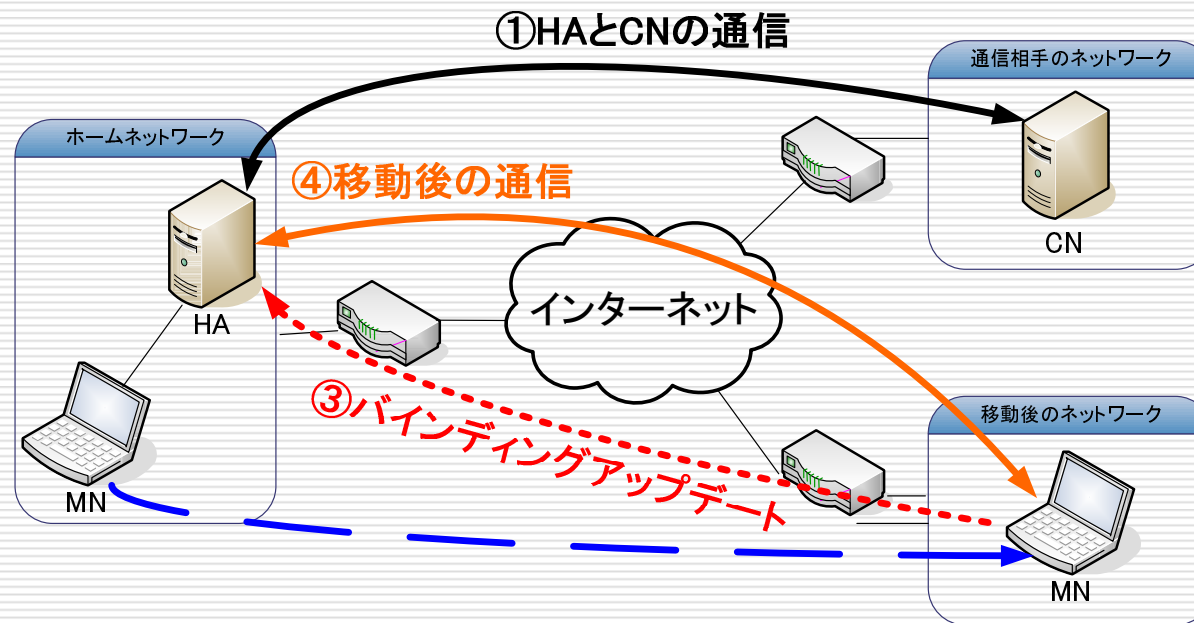 ①HAとCNの通信
通信相手のネットワーク
ホームネットワーク
④移動後の通信
CN
インターネット
HA
③バインディングアップデート
移動後のネットワーク
MN
MN